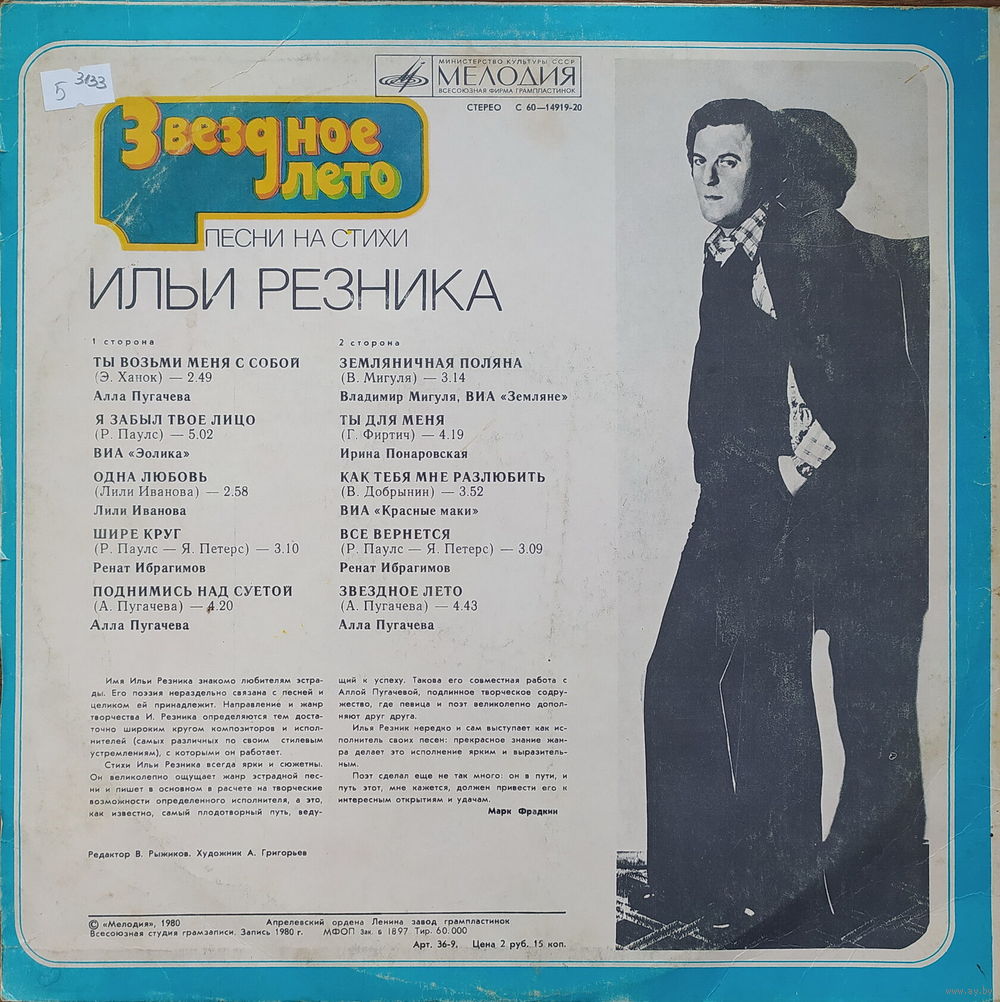 5 3133
МИНИСТЕРСТВО КУЛЬТУРЫ СССР
МЕЛОДИЯ
ВСЕСОЮЗНАЯ ФИРМА ГРАМПЛАСТИНОК
СТЕРЕО С 60—14919-20
Звездное
лето
ПЕСНИ НА СТИХИ
ИЛЬИ РЕЗНИКА
1 сторона
ТЫ ВОЗЬМИ МЕНЯ С СОБОЙ
(Э. Ханок) — 2.49
Алла Пугачева
Я ЗАБЫЛ ТВОЕ ЛИЦО
(Р. Паулс) — 5.02
ВИА «Эолика»
ОДНА ЛЮБОВЬ
(Лили Иванова) — 2.58
Лили Иванова
ШИРЕ КРУГ
(Р. Паулс — Я. Петерс) — 3.10
Ренат Ибрагимов
ПОДНИМИСЬ НАД СУЕТОЙ
(А. Пугачева) — 4.20
Алла Пугачева
2 сторона
ЗЕМЛЯНИЧНАЯ ПОЛЯНА
(В. Мигуля) — 3.14
Владимир Мигуля, ВИА «Земляне»
ТЫ ДЛЯ МЕНЯ
(Г. Фиртич) — 4.19
Ирина Понаровская
КАК ТЕБЯ МНЕ РАЗЛЮБИТЬ
(В. Добрынин) — 3.52
ВИА «Красные маки»
ВСЕ ВЕРНЕТСЯ
(Р. Паулс — Я. Петерс) — 3.09
Ренат Ибрагимов
ЗВЕЗДНОЕ ЛЕТО
(А. Пугачева) — 4.43
Алла Пугачева
Имя Ильи Резника знакомо любителям эстра-
ды. Его поэзия нераздельно связана с песней и
целиком ей принадлежит. Направление и жанр
творчества И. Резника определяются тем доста-
точно широким кругом композиторов и испол-
нителей (самых различных по своим стилевым
устремлениям), с которыми он работает.
Стихи Ильи Резника всегда ярки и сюжетны.
Он великолепно ощущает жанр эстрадной пес-
ни и пишет в основном в расчете на творческие
возможности определенного исполнителя, а это,
как известно, самый плодотворный путь, веду-
щий к успеху. Такова его совместная работа с
Аллой Пугачевой, подлинное творческое содру-
жество, где певица и поэт великолепно допол-
няют друг друга.
Илья Резник нередко и сам выступает как ис-
полнитель своих песен: прекрасное знание жан-
ра делает это исполнение ярким и выразитель-
ным.
Поэт сделал еще не так много: он в пути, и
путь этот, мне кажется, должен привести его к
интересным открытиям и удачам.
Марк Фрадкин
Редактор В. Рыжиков. Художник А. Григорьев
© «Мелодия», 1980 Апрелевский ордена Ленина завод грампластинок
Всесоюзная студия грамзаписи. Запись 1980 г. МФОП Зак. 6 1897 Тир. 60.000
Арт. 36-9. Цена 2 руб. 15 коп.
www.ay.by